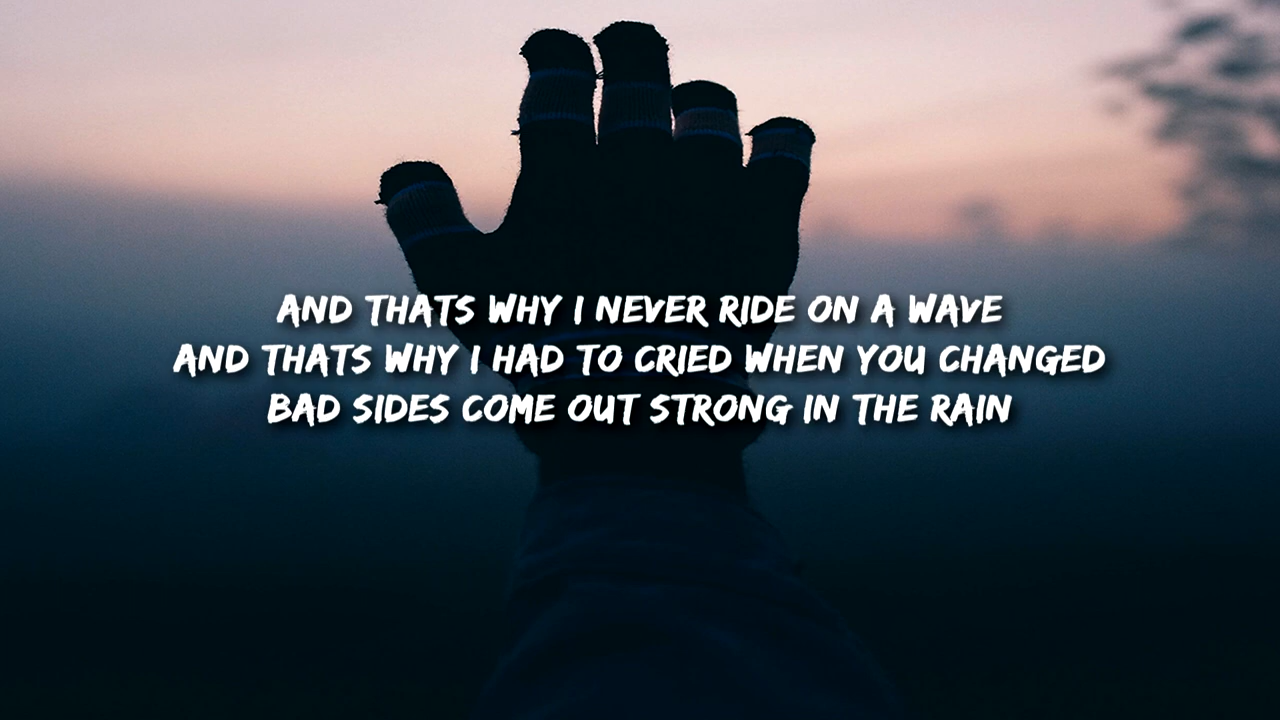 AND THATS WHY I NEVER RIDE ON A WAVE
AND THATS WHY I HAD TO CRIED WHEN YOU CHANGED
BAD SIDES COME OUT STRONG IN THE RAIN